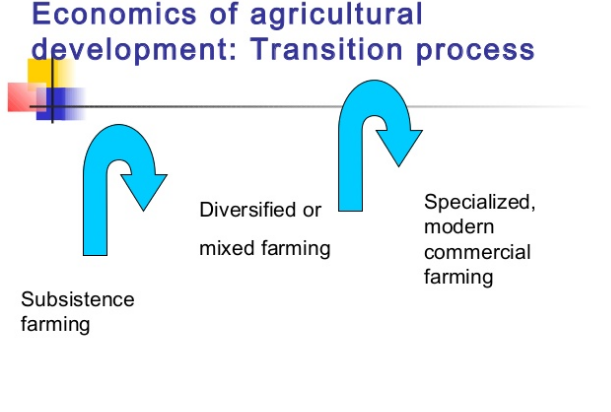 Economics of agricultural
development: Transition process
Subsistence
farming
Diversified or
mixed farming
Specialized,
modern
commercial
farming